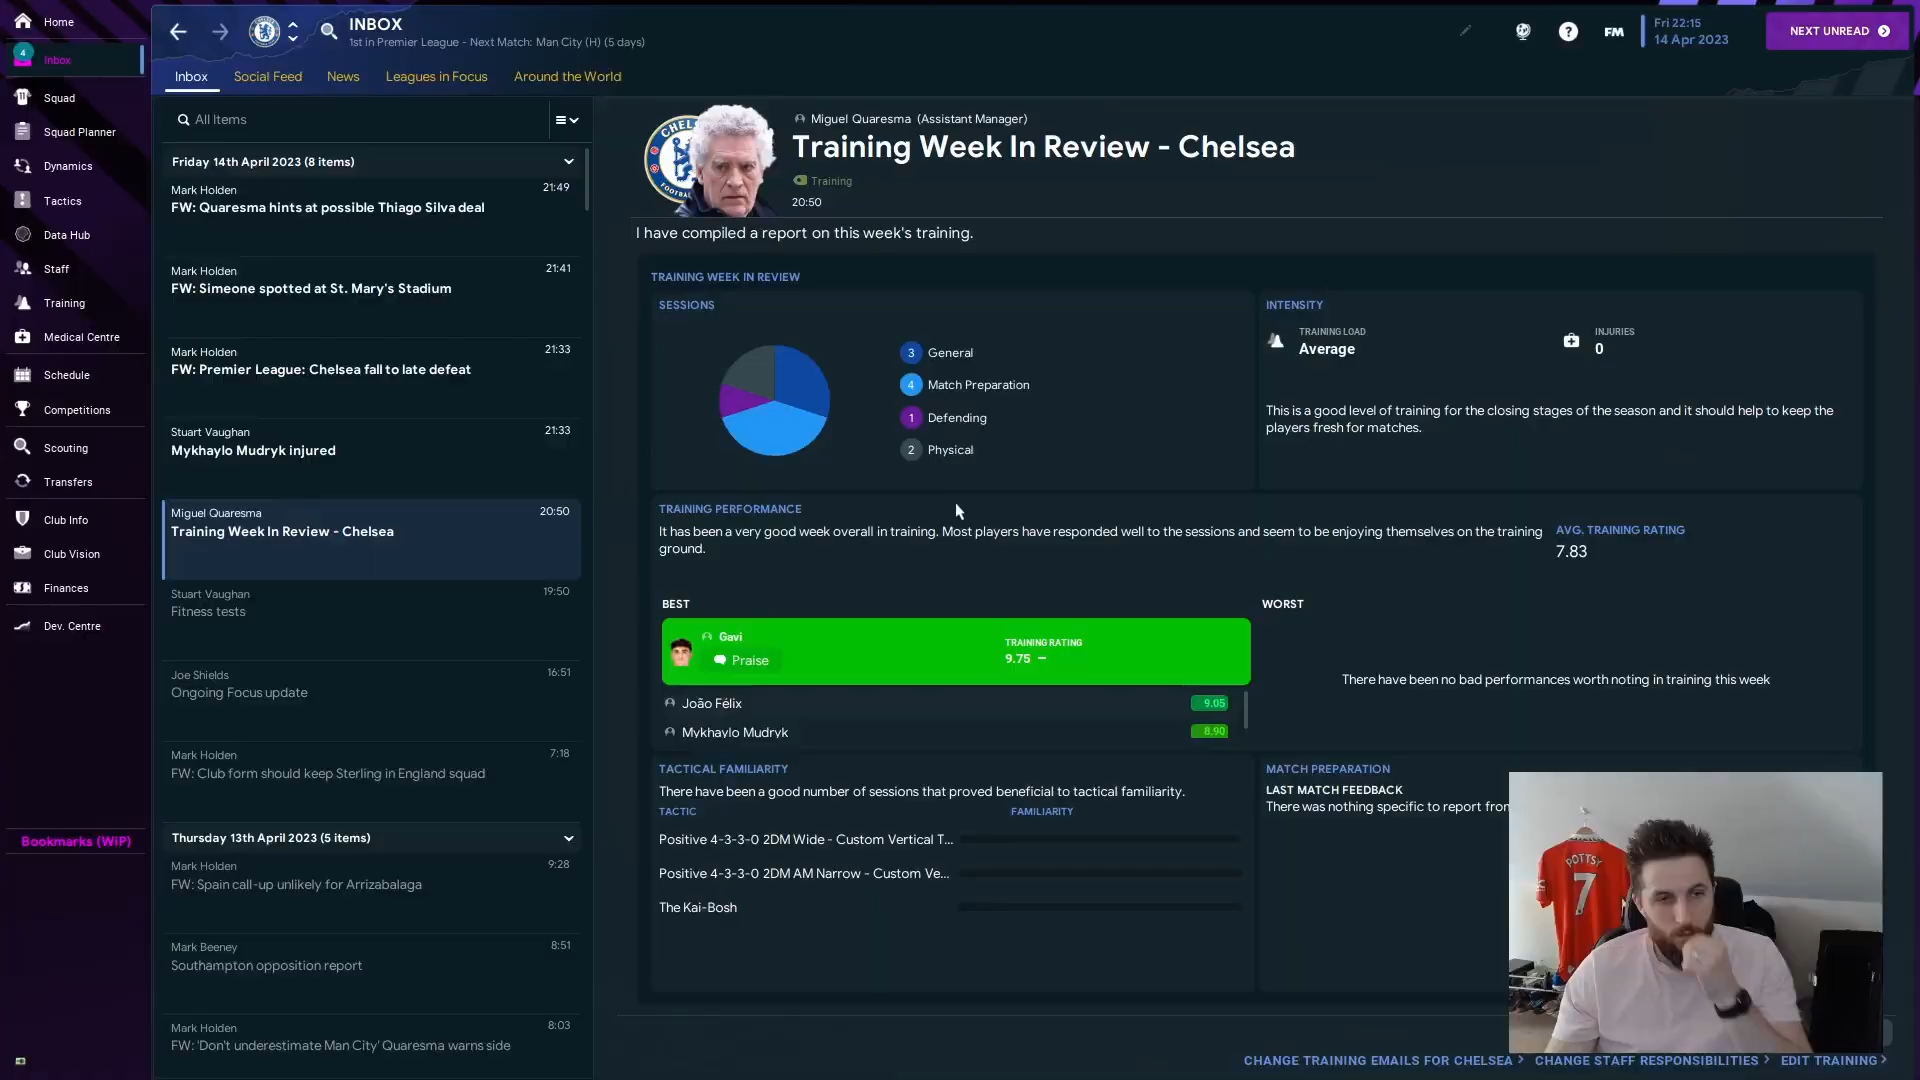 Home
4
Inbox
Squad
Squad Planner
Dynamics
Tactics
Data Hub
Staff
Training
Medical Centre
Schedule
Competitions
Scouting
Transfers
Club Info
Club Vision
Finances
Dev. Centre
Bookmarks (WiP)
INBOX
1st in Premier League - Next Match: Man City (H) (5 days)
FM
Fri 22:15
14 Apr 2023
NEXT UNREAD
Inbox Social Feed News Leagues in Focus Around the World
All Items
Friday 14th April 2023 (8 items)
Mark Holden 21:49
FW: Quaresma hints at possible Thiago Silva deal
Mark Holden 21:41
FW: Simeone spotted at St. Mary's Stadium
Mark Holden 21:33
FW: Premier League: Chelsea fall to late defeat
Stuart Vaughan 21:33
Mykhaylo Mudryk injured
Miguel Quaresma 20:50
Training Week In Review - Chelsea
Stuart Vaughan 19:50
Fitness tests
Joe Shields 16:51
Ongoing Focus update
Mark Holden 7:18
FW: Club form should keep Sterling in England squad
Thursday 13th April 2023 (5 items)
Mark Holden 9:28
FW: Spain call-up unlikely for Arrizabalaga
Mark Beeney 8:51
Southampton opposition report
Mark Holden 8:03
FW: 'Don't underestimate Man City' Quaresma warns side
Miguel Quaresma (Assistant Manager)
Training Week In Review - Chelsea
Training
20:50
I have compiled a report on this week's training.
TRAINING WEEK IN REVIEW
SESSIONS
3 General
4 Match Preparation
1 Defending
2 Physical
INTENSITY
TRAINING LOAD
Average
INJURIES
0
This is a good level of training for the closing stages of the season and it should help to keep the
players fresh for matches.
TRAINING PERFORMANCE
It has been a very good week overall in training. Most players have responded well to the sessions and seem to be enjoying themselves on the training
ground.
AVG. TRAINING RATING
7.83
BEST
Gavi
Praise
TRAINING RATING
9.75 –
João Félix 9.05
Mykhaylo Mudryk 8.90
WORST
There have been no bad performances worth noting in training this week
TACTICAL FAMILIARITY
There have been a good number of sessions that proved beneficial to tactical familiarity.
TACTIC FAMILIARITY
Positive 4-3-3-0 2DM Wide - Custom Vertical T...
Positive 4-3-3-0 2DM AM Narrow - Custom Ve...
The Kai-Bosh
MATCH PREPARATION
LAST MATCH FEEDBACK
There was nothing specific to report from
POTTSY
7
CHANGE TRAINING EMAILS FOR CHELSEA > CHANGE STAFF RESPONSIBILITIES > EDIT TRAINING >